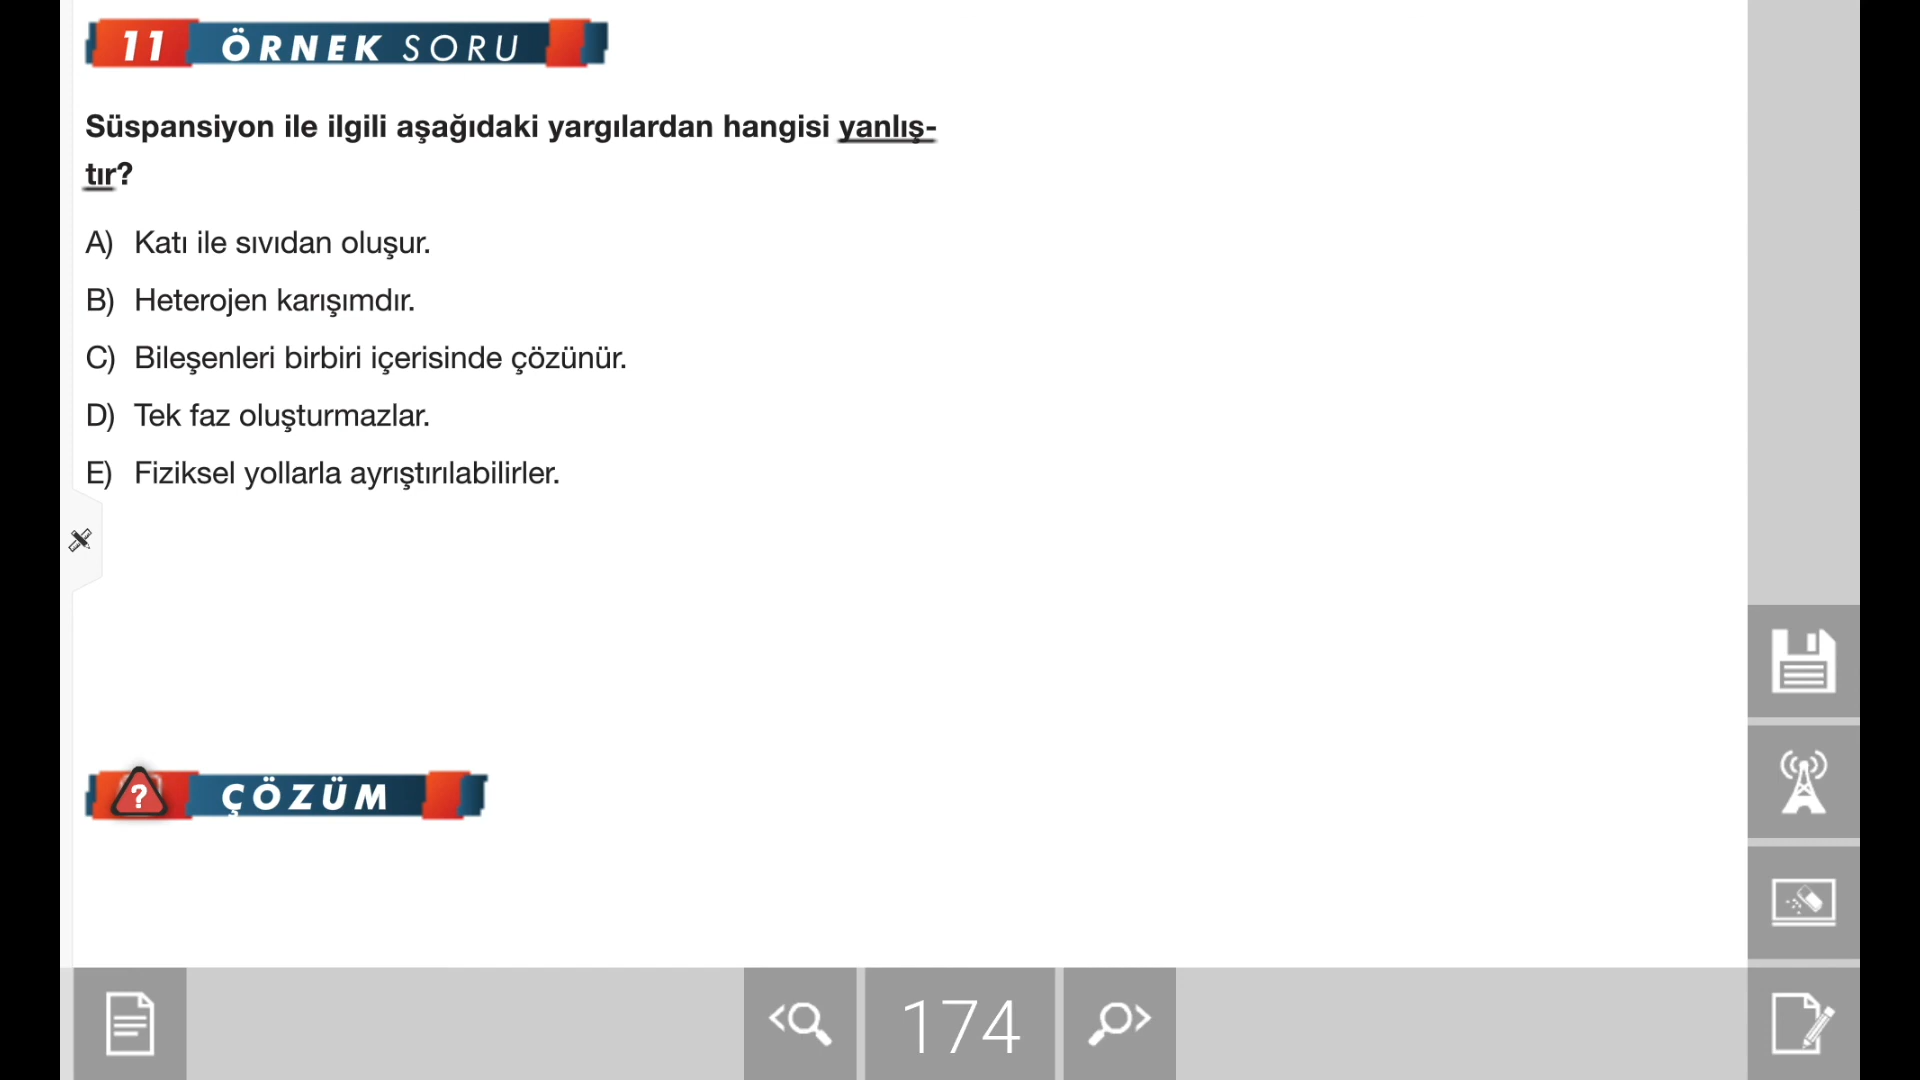 11 ÖRNEK SORU
Süspansiyon ile ilgili aşağıdaki yargılardan hangisi yanlış-
tır?
A) Katı ile sıvıdan oluşur.
B) Heterojen karışımdır.
C) Bileşenleri birbiri içerisinde çözünür.
D) Tek faz oluşturmazlar.
E) Fiziksel yollarla ayrıştırılabilirler.
? ÇÖZÜM
174